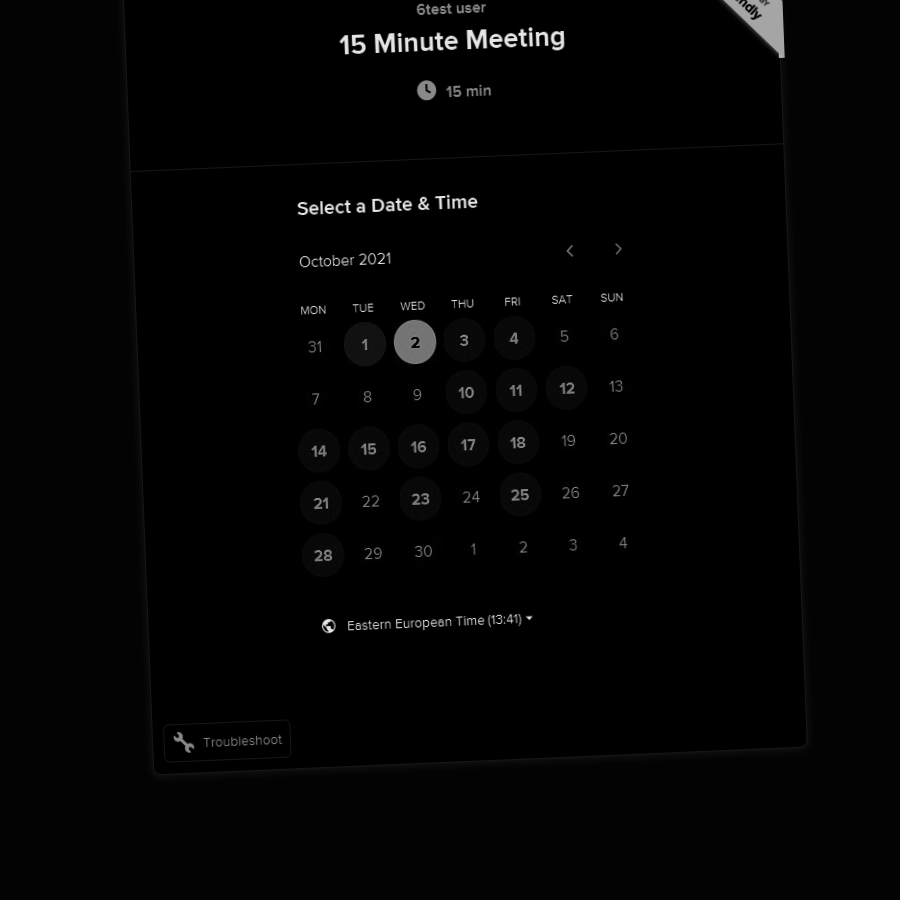 6test user
15 Minute Meeting
15 min
Select a Date & Time
October 2021
MON TUE WED THU FRI SAT SUN
31 1 2 3 4 5 6
7 8 9 10 11 12 13
14 15 16 17 18 19 20
21 22 23 24 25 26 27
28 29 30 1 2 3 4
Eastern European Time (13:41)
Troubleshoot